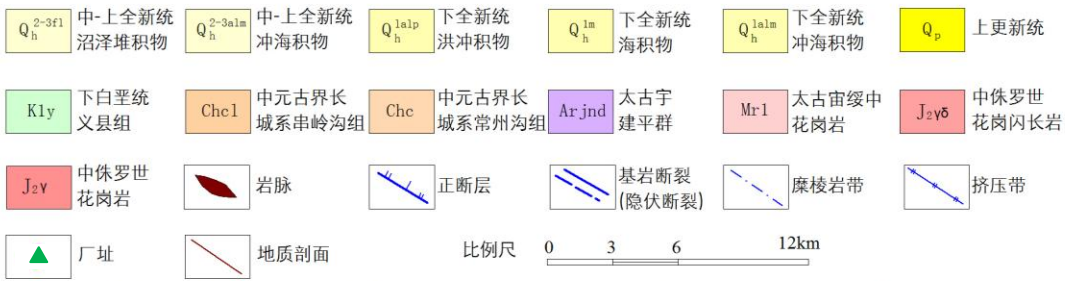 Q_h^{2-3fl} 中-上全新统
沼泽堆积物
Q_h^{2-3alm} 中-上全新统
冲海积物
Q_h^{1alp} 下全新统
洪冲积物
Q_h^{1m} 下全新统
海积物
Q_h^{1alm} 下全新统
冲海积物
Q_p 上更新统
K1y 下白垩统
义县组
Chc1 中元古界长
城系串岭沟组
Chc 中元古界长
城系常州沟组
Arjnd 太古宇
建平群
Mr1 太古宙绥中
花岗岩
J₂γδ 中侏罗世
花岗闪长岩
J₂γ 中侏罗世
花岗岩
岩脉
正断层
基岩断裂
(隐伏断裂)
糜棱岩带
挤压带
厂址
地质剖面
比例尺 0 3 6 12km